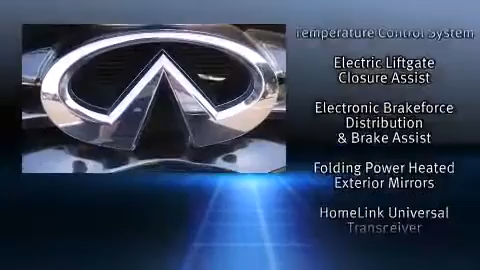 Temperature Control System
Electric Liftgate
Closure Assist
Electronic Brakeforce
Distribution
& Brake Assist
Folding Power Heated
Exterior Mirrors
HomeLink Universal
Transceiver